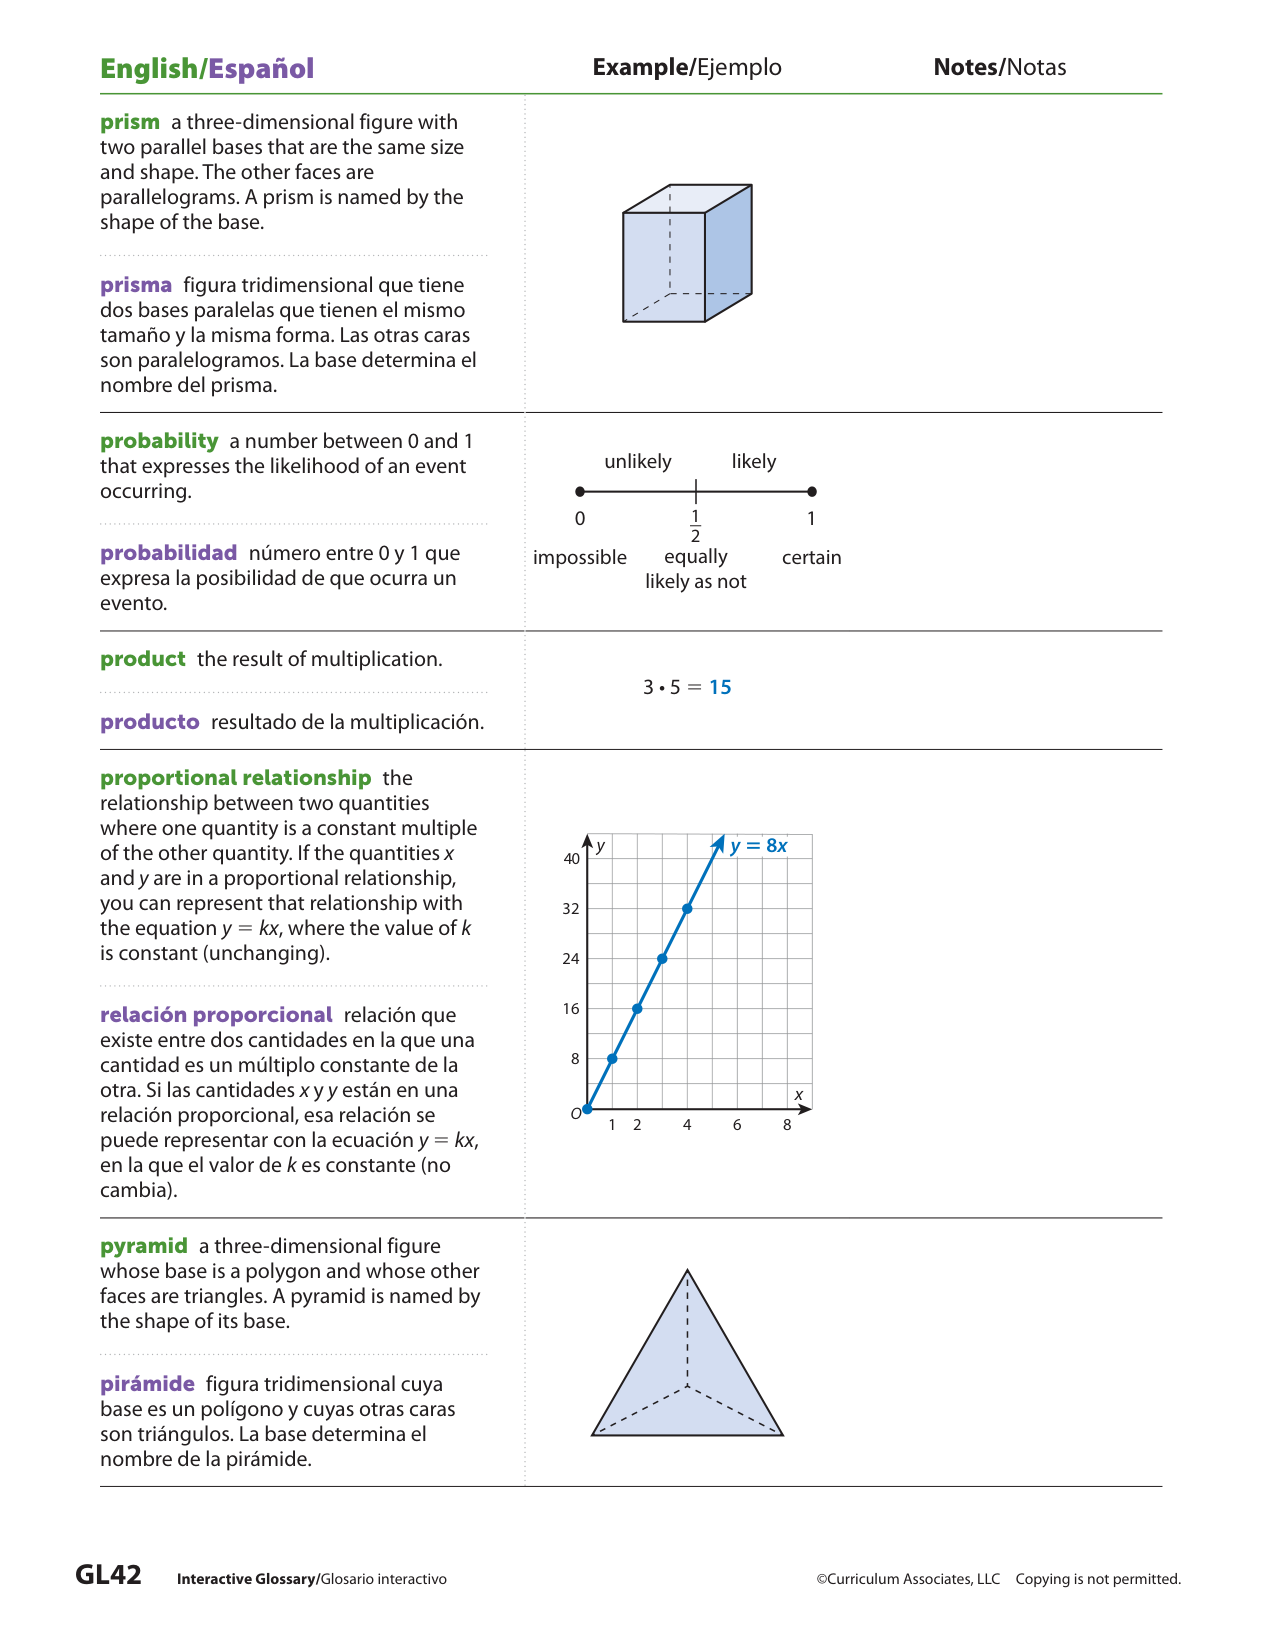 English/Español
Example/Ejemplo
Notes/Notas
prism a three-dimensional figure with
two parallel bases that are the same size
and shape. The other faces are
parallelograms. A prism is named by the
shape of the base.
prisma figura tridimensional que tiene
dos bases paralelas que tienen el mismo
tamaño y la misma forma. Las otras caras
son paralelogramos. La base determina el
nombre del prisma.
probability a number between 0 and 1
that expresses the likelihood of an event
occurring.
probabilidad número entre 0 y 1 que
expresa la posibilidad de que ocurra un
evento.
unlikely likely
0 1/2 1
impossible equally certain
likely as not
product the result of multiplication.
producto resultado de la multiplicación.
3 • 5 = 15
proportional relationship the
relationship between two quantities
where one quantity is a constant multiple
of the other quantity. If the quantities x
and y are in a proportional relationship,
you can represent that relationship with
the equation y = kx, where the value of k
is constant (unchanging).
relación proporcional relación que
existe entre dos cantidades en la que una
cantidad es un múltiplo constante de la
otra. Si las cantidades x y y están en una
relación proporcional, esa relación se
puede representar con la ecuación y = kx,
en la que el valor de k es constante (no
cambia).
y y = 8x
40
32
24
16
8
x
O
1 2 4 6 8
pyramid a three-dimensional figure
whose base is a polygon and whose other
faces are triangles. A pyramid is named by
the shape of its base.
pirámide figura tridimensional cuya
base es un polígono y cuyas otras caras
son triángulos. La base determina el
nombre de la pirámide.
GL42 Interactive Glossary/Glosario interactivo
©Curriculum Associates, LLC Copying is not permitted.